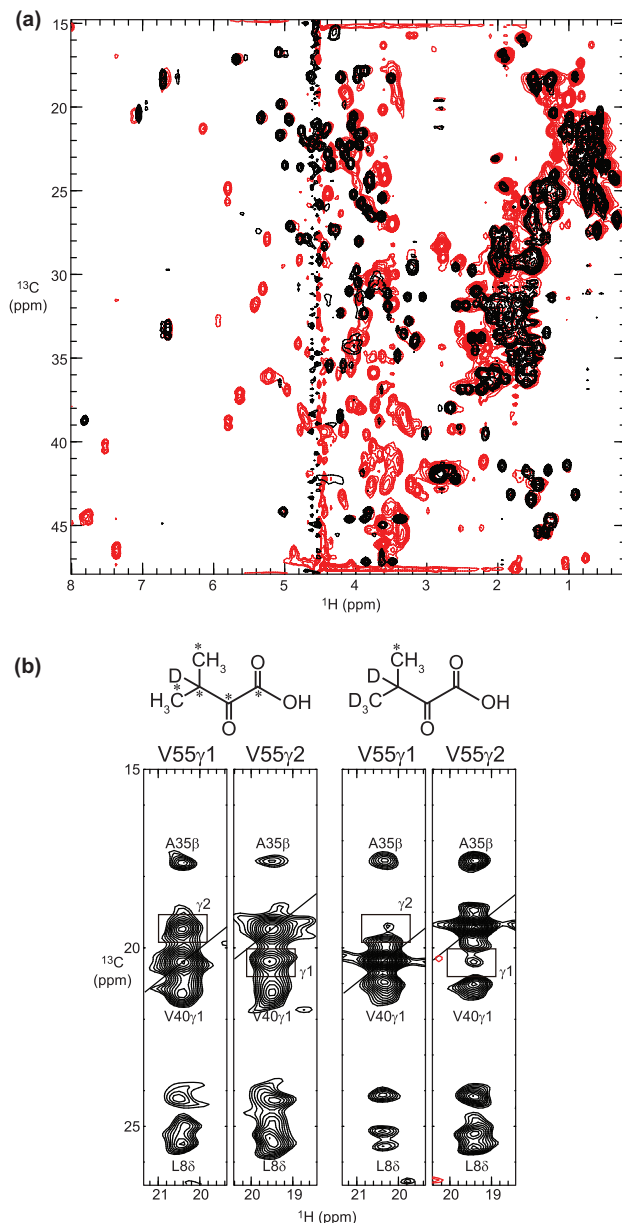 (a)
15
20
25
30
35
40
45
¹³C
(ppm)
8 7 6 5 4 3 2 1
¹H (ppm)
(b)
* CH₃ O
D
H₃C * * * * OH
O
* CH₃ O
D
D₃C OH
O
V55γ1 V55γ2 V55γ1 V55γ2
15
20
25
¹³C
(ppm)
A35β A35β A35β A35β
γ2 γ1 γ2 γ1
V40γ1 V40γ1 V40γ1 V40γ1
L8δ L8δ L8δ L8δ
21 20 20 19 21 20 20 19
¹H (ppm)